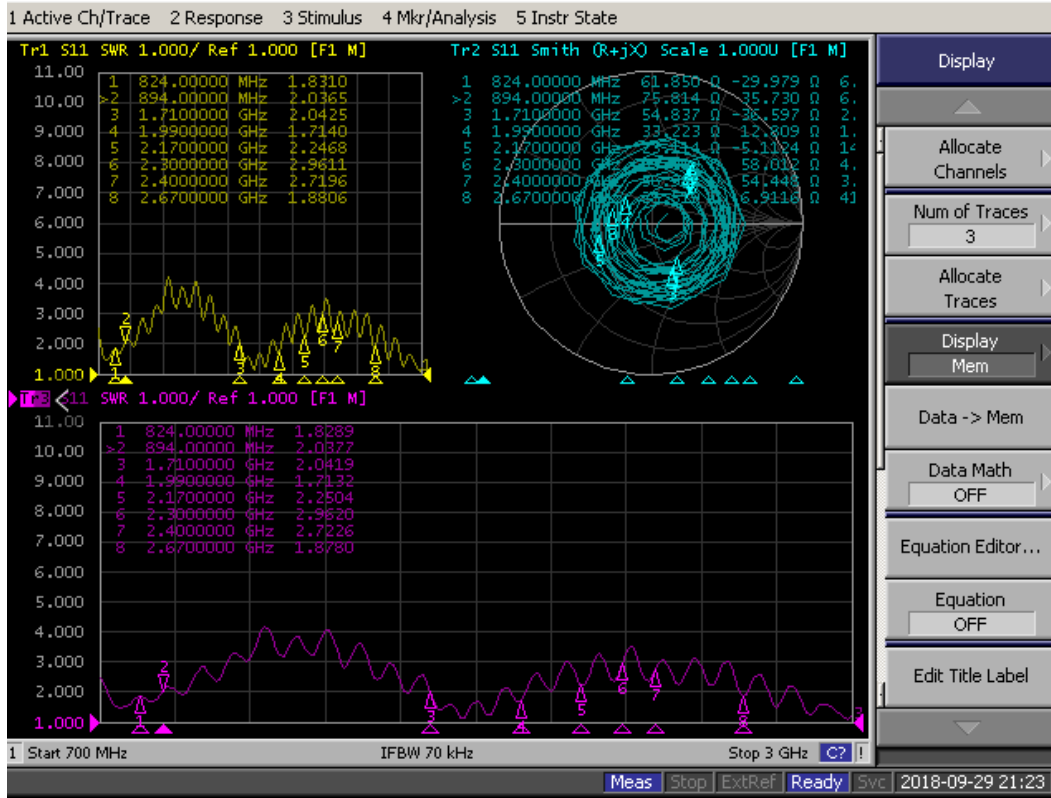 1 Active Ch/Trace 2 Response 3 Stimulus 4 Mkr/Analysis 5 Instr State
Tr1 S11 SWR 1.000/ Ref 1.000 [F1 M]
11.00
10.00
9.000
8.000
7.000
6.000
5.000
4.000
3.000
2.000
1.000
1 824.00000 MHz 1.8310
>2 894.00000 MHz 2.0365
3 1.7100000 GHz 2.0425
4 1.9900000 GHz 1.7140
5 2.1700000 GHz 2.2468
6 2.3000000 GHz 2.9611
7 2.4000000 GHz 2.7196
8 2.6700000 GHz 1.8806
Tr2 S11 Smith (R+jX) Scale 1.000U [F1 M]
1 824.00000 MHz 61.850 Ω -29.979 Ω 6.
>2 894.00000 MHz 75.814 Ω -35.730 Ω 6.
3 1.7100000 GHz 54.837 Ω 2.
4 1.9900000 GHz 33.223 Ω 1.
5 2.1700000 -5.1124 Ω 14
6 2.3000000 GHz 58.012 Ω 4.
7 2.4000000 GHz 54.448 Ω 3.
8 2.6700000 6.9116 Ω 41
Tr3 S11 SWR 1.000/ Ref 1.000 [F1 M]
11.00
10.00
9.000
8.000
7.000
6.000
5.000
4.000
3.000
2.000
1.000
1 824.00000 MHz 1.8289
>2 894.00000 MHz 2.0377
3 1.7100000 GHz 2.0419
4 1.9900000 GHz 1.7132
5 2.1700000 GHz 2.2504
6 2.3000000 GHz 2.9620
7 2.4000000 GHz 2.7226
8 2.6700000 GHz 1.8780
1 Start 700 MHz IFBW 70 kHz Stop 3 GHz C? !
Display
Allocate
Channels
Num of Traces
3
Allocate
Traces
Display
Mem
Data -> Mem
Data Math
OFF
Equation Editor...
Equation
OFF
Edit Title Label
Meas Stop ExtRef Ready Svc 2018-09-29 21:23